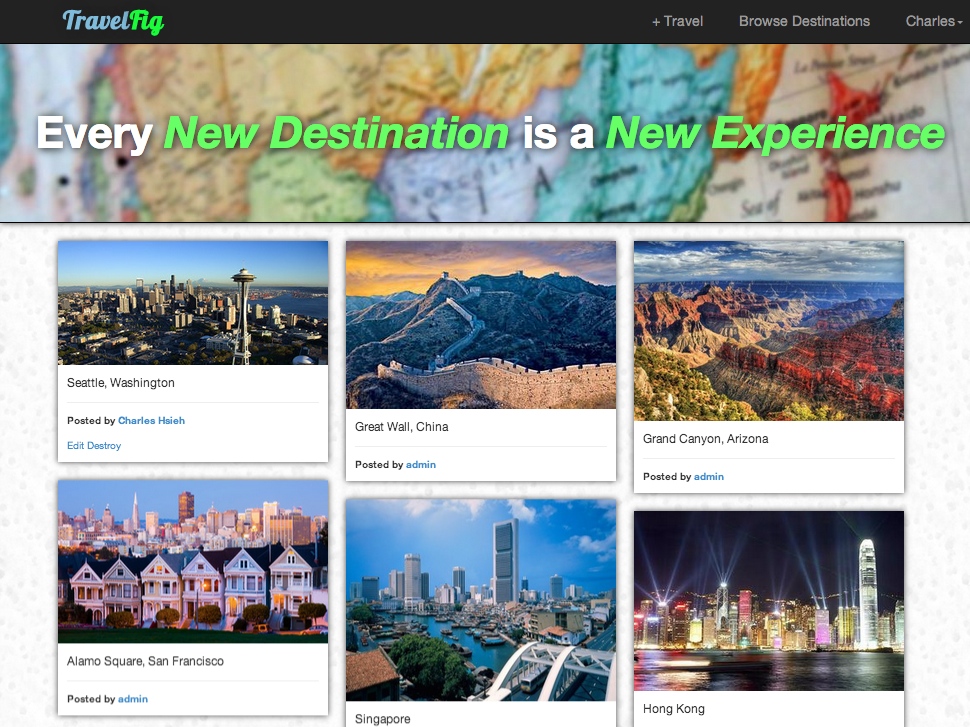 TravelFig
+ Travel
Browse Destinations
Charles
Every New Destination is a New Experience
Seattle, Washington
Posted by Charles Hsieh
Edit Destroy
Great Wall, China
Posted by admin
Grand Canyon, Arizona
Posted by admin
Alamo Square, San Francisco
Posted by admin
Singapore
Hong Kong